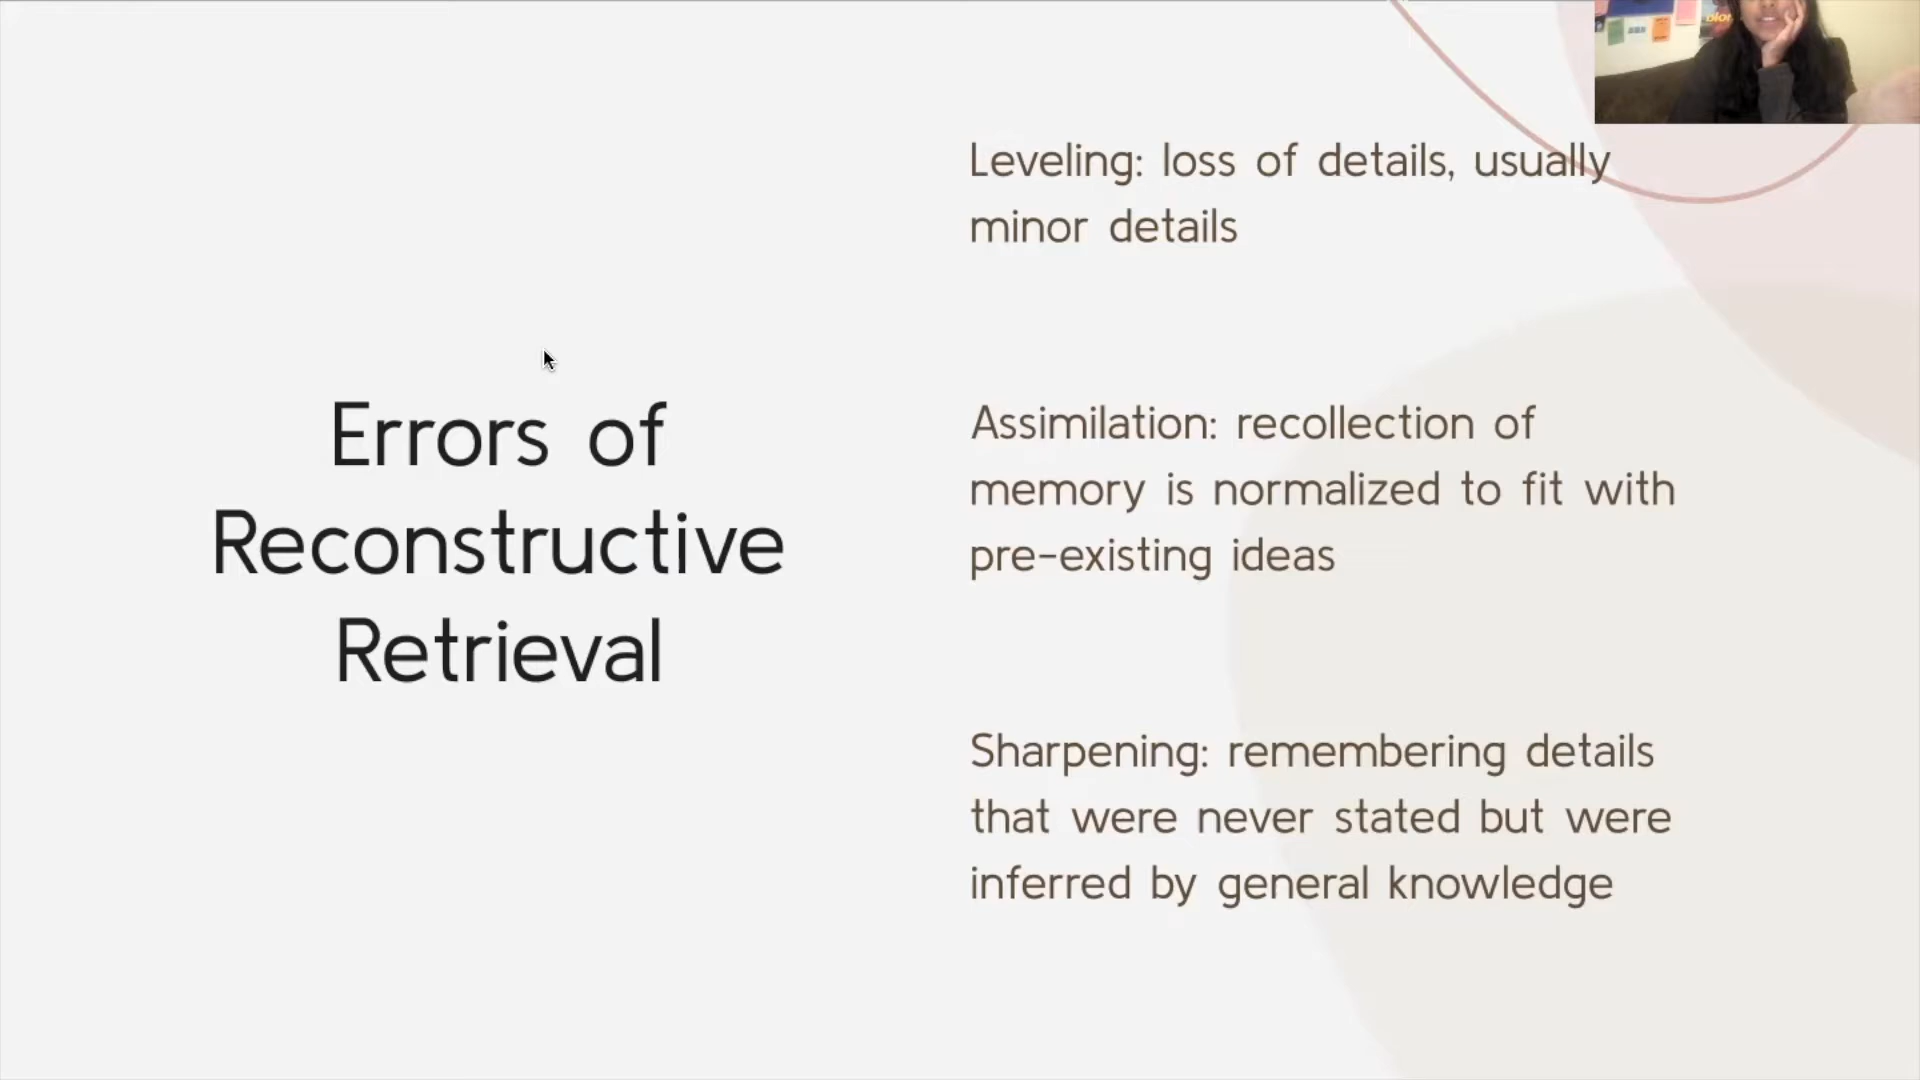 Errors of
Reconstructive
Retrieval
Leveling: loss of details, usually
minor details
Assimilation: recollection of
memory is normalized to fit with
pre-existing ideas
Sharpening: remembering details
that were never stated but were
inferred by general knowledge